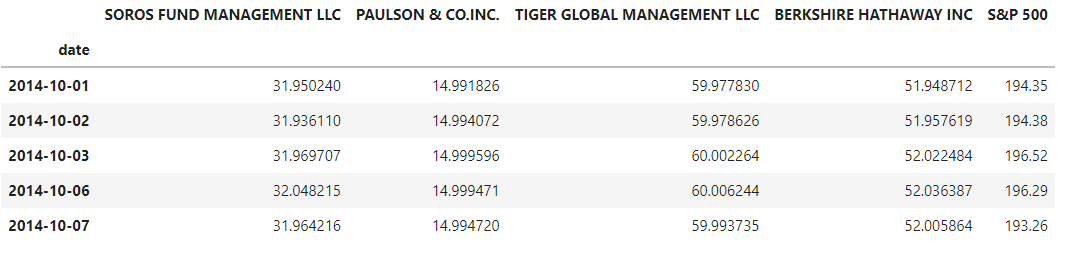 SOROS FUND MANAGEMENT LLC PAULSON & CO.INC. TIGER GLOBAL MANAGEMENT LLC BERKSHIRE HATHAWAY INC S&P 500
date
2014-10-01 31.950240 14.991826 59.977830 51.948712 194.35
2014-10-02 31.936110 14.994072 59.978626 51.957619 194.38
2014-10-03 31.969707 14.999596 60.002264 52.022484 196.52
2014-10-06 32.048215 14.999471 60.006244 52.036387 196.29
2014-10-07 31.964216 14.994720 59.993735 52.005864 193.26